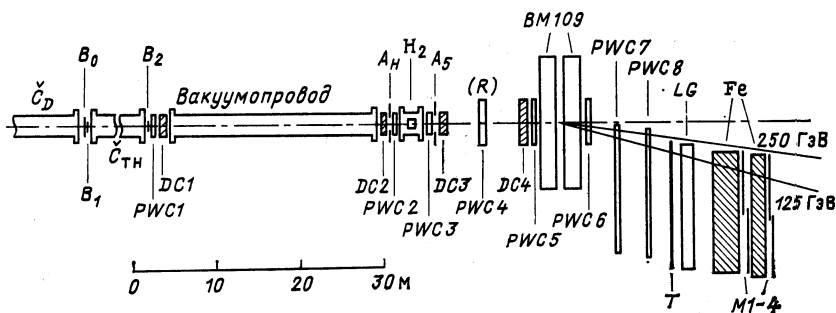 BM109
B₀
B₂
A_H
H₂
A₅
PWC7
PWC8
(R)
LG
Fe
Č_D
Вакуумопровод
250 ГэВ
Č_TH
B₁
DC1
DC2
DC3
DC4
125 ГэВ
PWC1
PWC2
PWC3
PWC4
PWC5
PWC6
0
10
20
30 м
T
M1-4